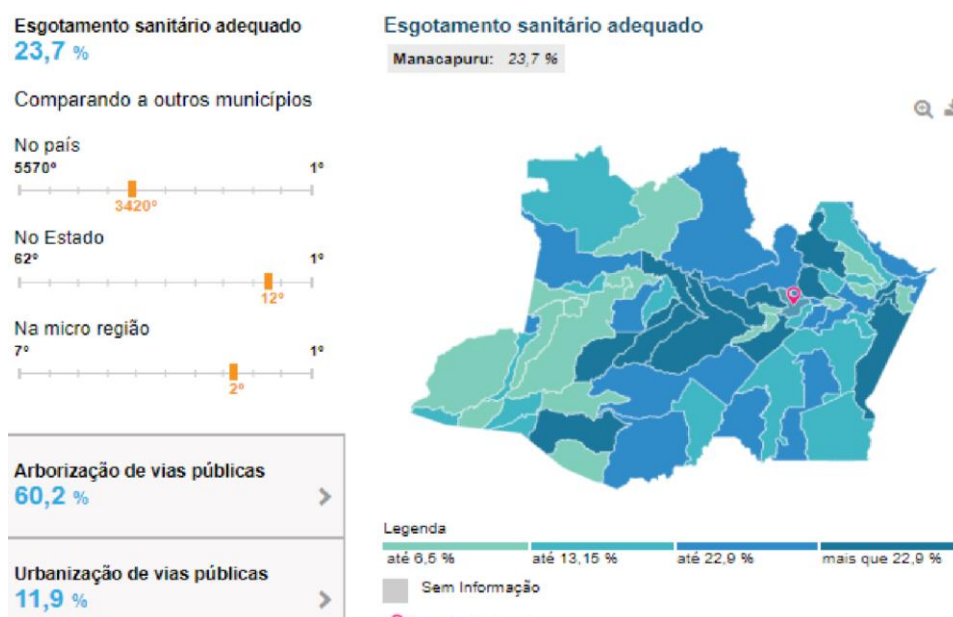 Esgotamento sanitário adequado
23,7 %
Comparando a outros municípios
No país
5570º 1º
3420º
No Estado
62º 1º
12º
Na micro região
7º 1º
2º
Arborização de vias públicas
60,2 %
Urbanização de vias públicas
11,9 %
Esgotamento sanitário adequado
Manacapuru: 23,7 %
Legenda
até 6,5 % até 13,15 % até 22,9 % mais que 22,9 %
Sem Informação